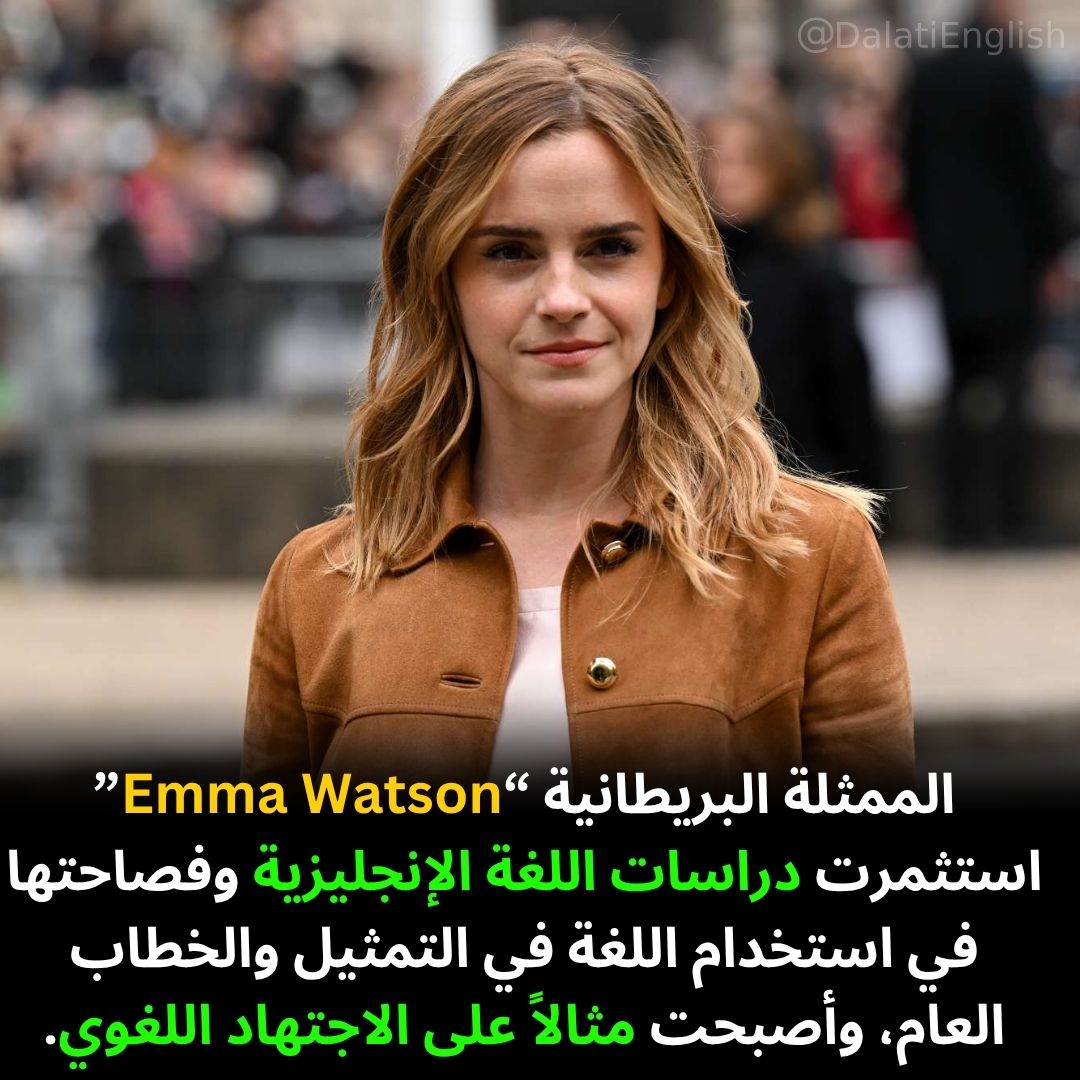 @DalatiEnglish
الممثلة البريطانية “Emma Watson”
استثمرت دراسات اللغة الإنجليزية وفصاحتها
في استخدام اللغة في التمثيل والخطاب
العام، وأصبحت مثالاً على الاجتهاد اللغوي.